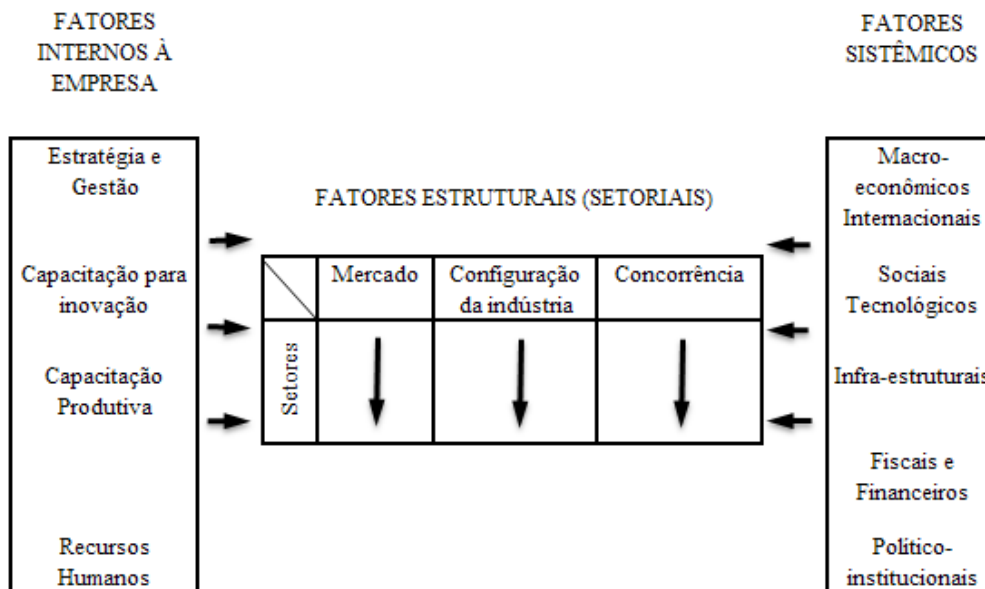 FATORES
INTERNOS À
EMPRESA
Estratégia e
Gestão
Capacitação para
inovação
Capacitação
Produtiva
Recursos
Humanos
FATORES ESTRUTURAIS (SETORIAIS)
Mercado
Configuração
da indústria
Concorrência
Setores
FATORES
SISTÊMICOS
Macro-
econômicos
Internacionais
Sociais
Tecnológicos
Infra-estruturais
Fiscais e
Financeiros
Político-
institucionais